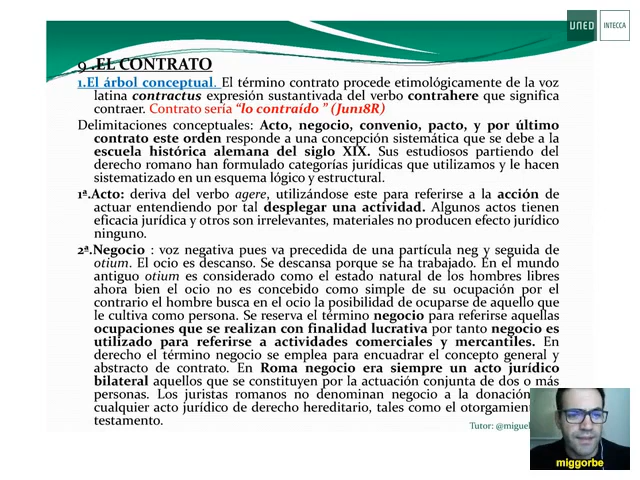 UNED INTECCA
9 .EL CONTRATO
1.El árbol conceptual. El término contrato procede etimológicamente de la voz
latina contractus expresión sustantivada del verbo contrahere que significa
contraer. Contrato sería “lo contraído ” (Jun18R)
Delimitaciones conceptuales: Acto, negocio, convenio, pacto, y por último
contrato este orden responde a una concepción sistemática que se debe a la
escuela histórica alemana del siglo XIX. Sus estudiosos partiendo del
derecho romano han formulado categorías jurídicas que utilizamos y le hacen
sistematizado en un esquema lógico y estructural.
1ª.Acto: deriva del verbo agere, utilizándose este para referirse a la acción de
actuar entendiendo por tal desplegar una actividad. Algunos actos tienen
eficacia jurídica y otros son irrelevantes, materiales no producen efecto jurídico
ninguno.
2ª.Negocio : voz negativa pues va precedida de una partícula neg y seguida de
otium. El ocio es descanso. Se descansa porque se ha trabajado. En el mundo
antiguo otium es considerado como el estado natural de los hombres libres
ahora bien el ocio no es concebido como simple de su ocupación por el
contrario el hombre busca en el ocio la posibilidad de ocuparse de aquello que
le cultiva como persona. Se reserva el término negocio para referirse aquellas
ocupaciones que se realizan con finalidad lucrativa por tanto negocio es
utilizado para referirse a actividades comerciales y mercantiles. En
derecho el término negocio se emplea para encuadrar el concepto general y
abstracto de contrato. En Roma negocio era siempre un acto jurídico
bilateral aquellos que se constituyen por la actuación conjunta de dos o más
personas. Los juristas romanos no denominan negocio a la donación
cualquier acto jurídico de derecho hereditario, tales como el otorgamien
testamento.
Tutor: @migue
miggorbe